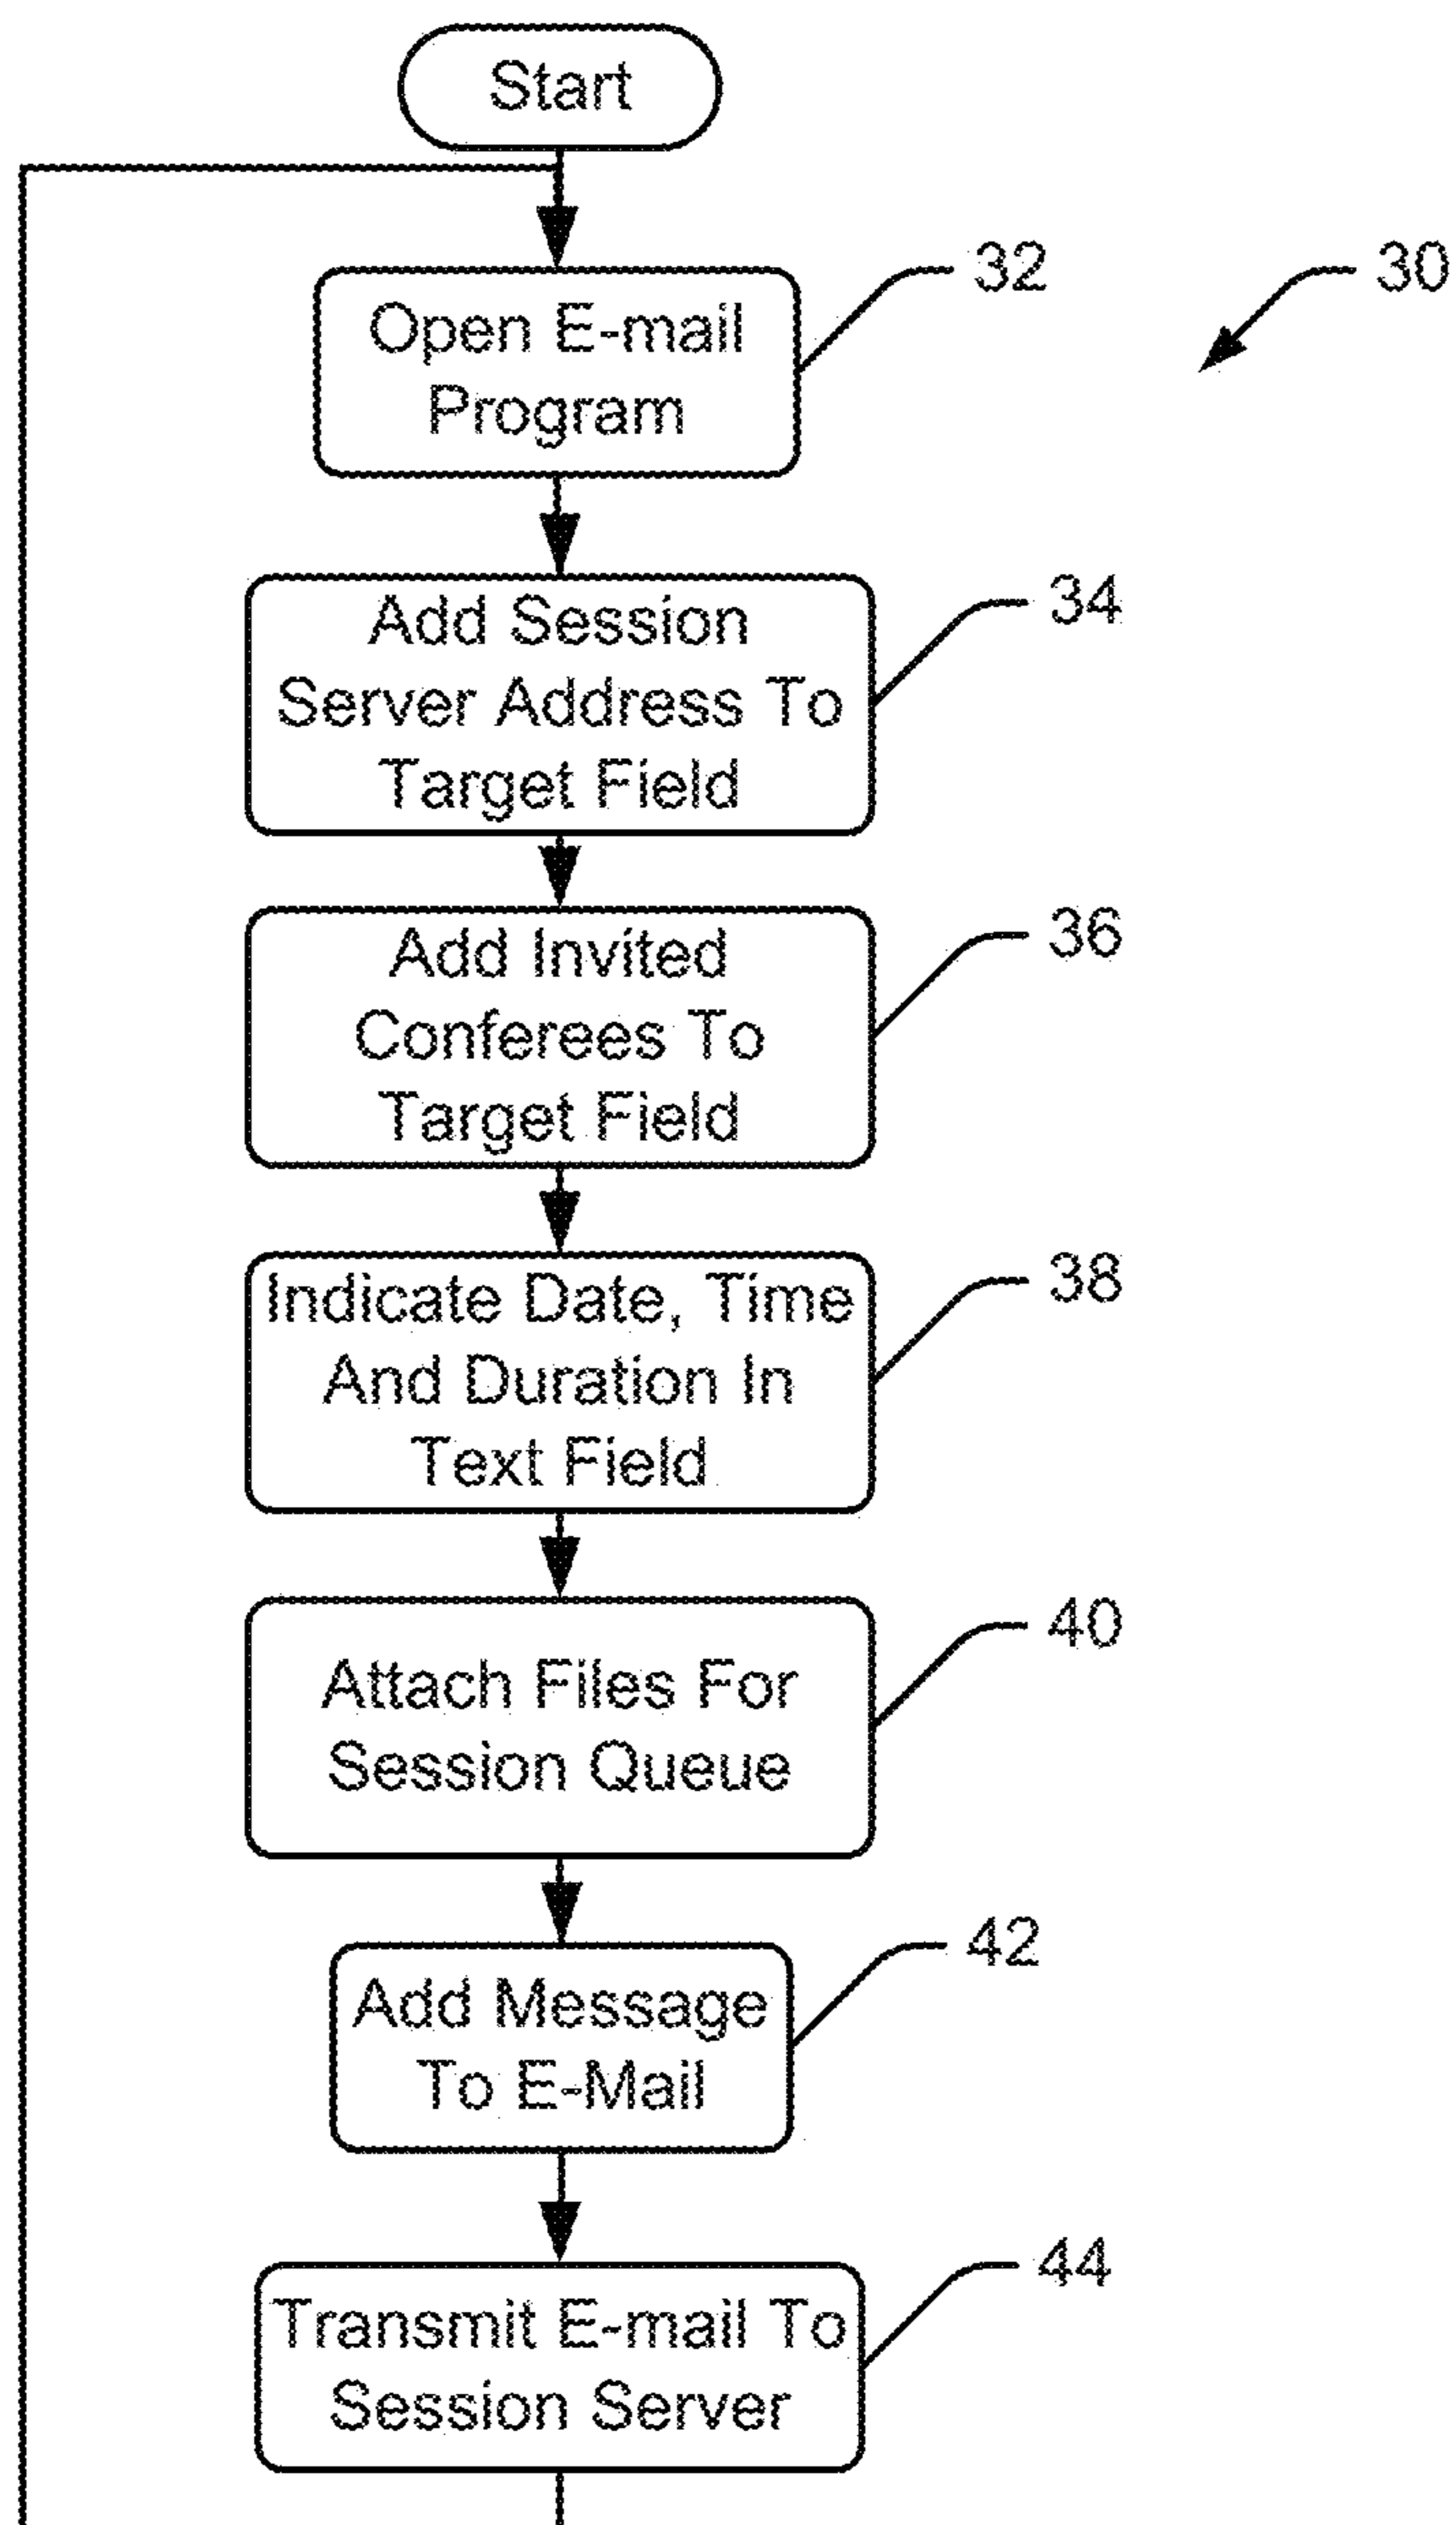 Start
32
30
Open E-mail
Program
34
Add Session
Server Address To
Target Field
36
Add Invited
Conferees To
Target Field
38
Indicate Date, Time
And Duration In
Text Field
40
Attach Files For
Session Queue
42
Add Message
To E-Mail
44
Transmit E-mail To
Session Server